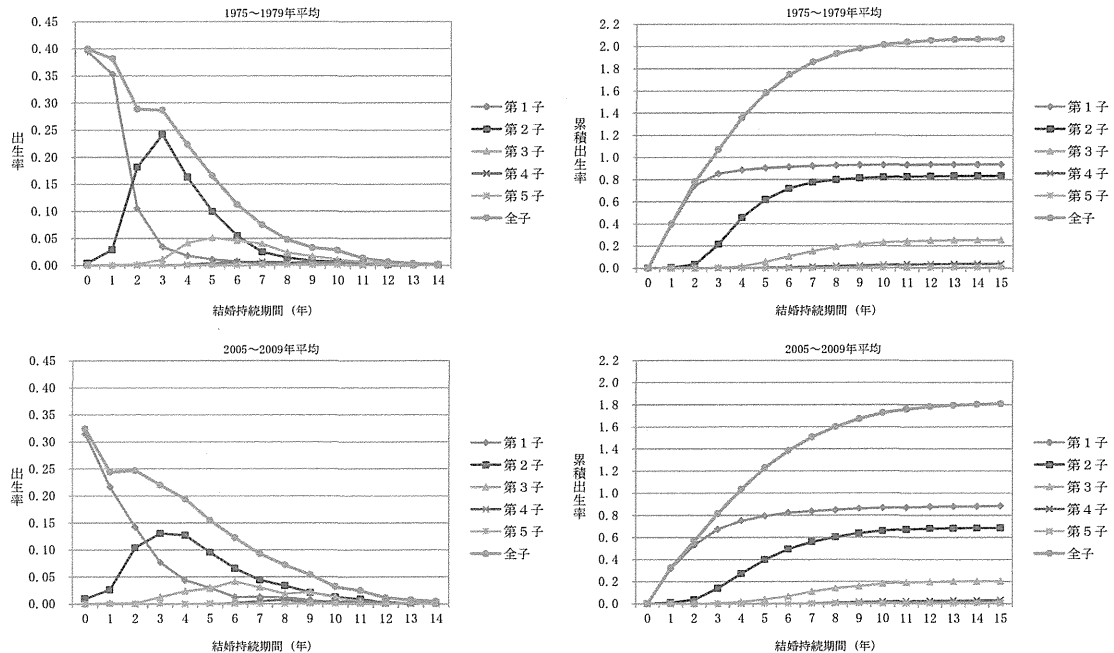 1975～1979年平均
0.45
0.40
0.35
0.30
0.25
0.20
0.15
0.10
0.05
0.00
出生率
0 1 2 3 4 5 6 7 8 9 10 11 12 13 14
結婚持続期間（年）
第1子
第2子
第3子
第4子
第5子
全子
1975～1979年平均
2.2
2.0
1.8
1.6
1.4
1.2
1.0
0.8
0.6
0.4
0.2
0.0
累積出生率
0 1 2 3 4 5 6 7 8 9 10 11 12 13 14 15
結婚持続期間（年）
第1子
第2子
第3子
第4子
第5子
全子
2005～2009年平均
0.45
0.40
0.35
0.30
0.25
0.20
0.15
0.10
0.05
0.00
出生率
0 1 2 3 4 5 6 7 8 9 10 11 12 13 14
結婚持続期間（年）
第1子
第2子
第3子
第4子
第5子
全子
2005～2009年平均
2.2
2.0
1.8
1.6
1.4
1.2
1.0
0.8
0.6
0.4
0.2
0.0
累積出生率
0 1 2 3 4 5 6 7 8 9 10 11 12 13 14 15
結婚持続期間（年）
第1子
第2子
第3子
第4子
第5子
全子